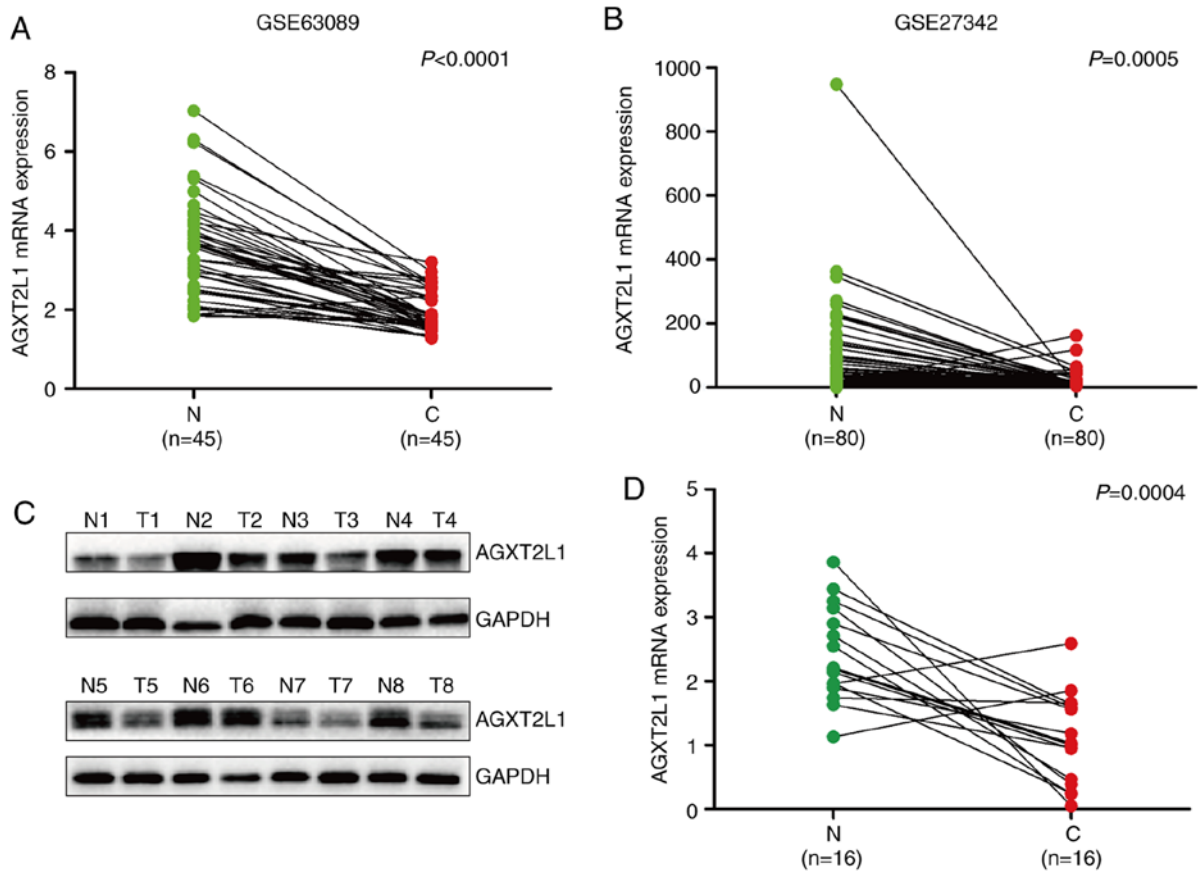 A
GSE63089
P<0.0001
AGXT2L1 mRNA expression
8
6
4
2
0
N
C
(n=45)
(n=45)
B
GSE27342
P=0.0005
AGXT2L1 mRNA expression
1000
800
600
400
200
0
N
C
(n=80)
(n=80)
C
N1 T1 N2 T2 N3 T3 N4 T4
AGXT2L1
GAPDH
N5 T5 N6 T6 N7 T7 N8 T8
AGXT2L1
GAPDH
D
P=0.0004
AGXT2L1 mRNA expression
5
4
3
2
1
0
N
C
(n=16)
(n=16)